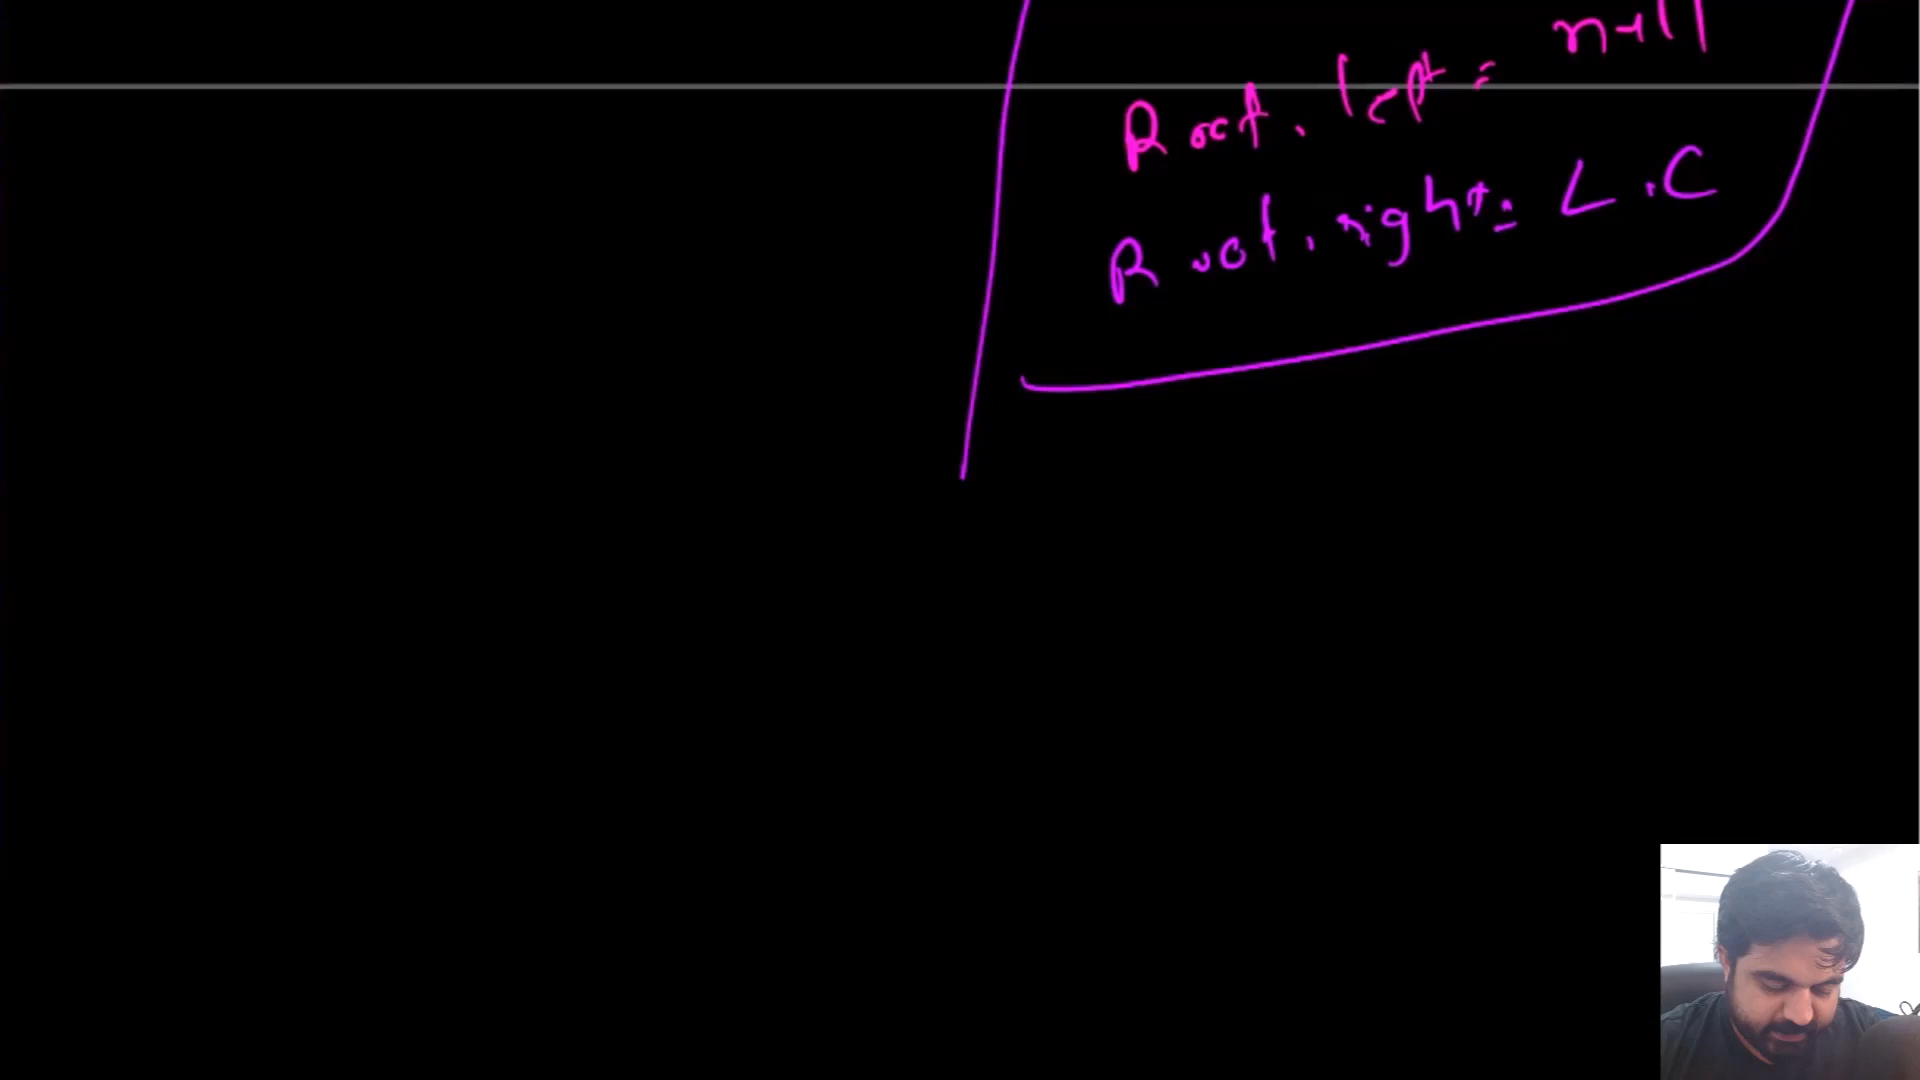 Root. left = null
Root. right = L.C